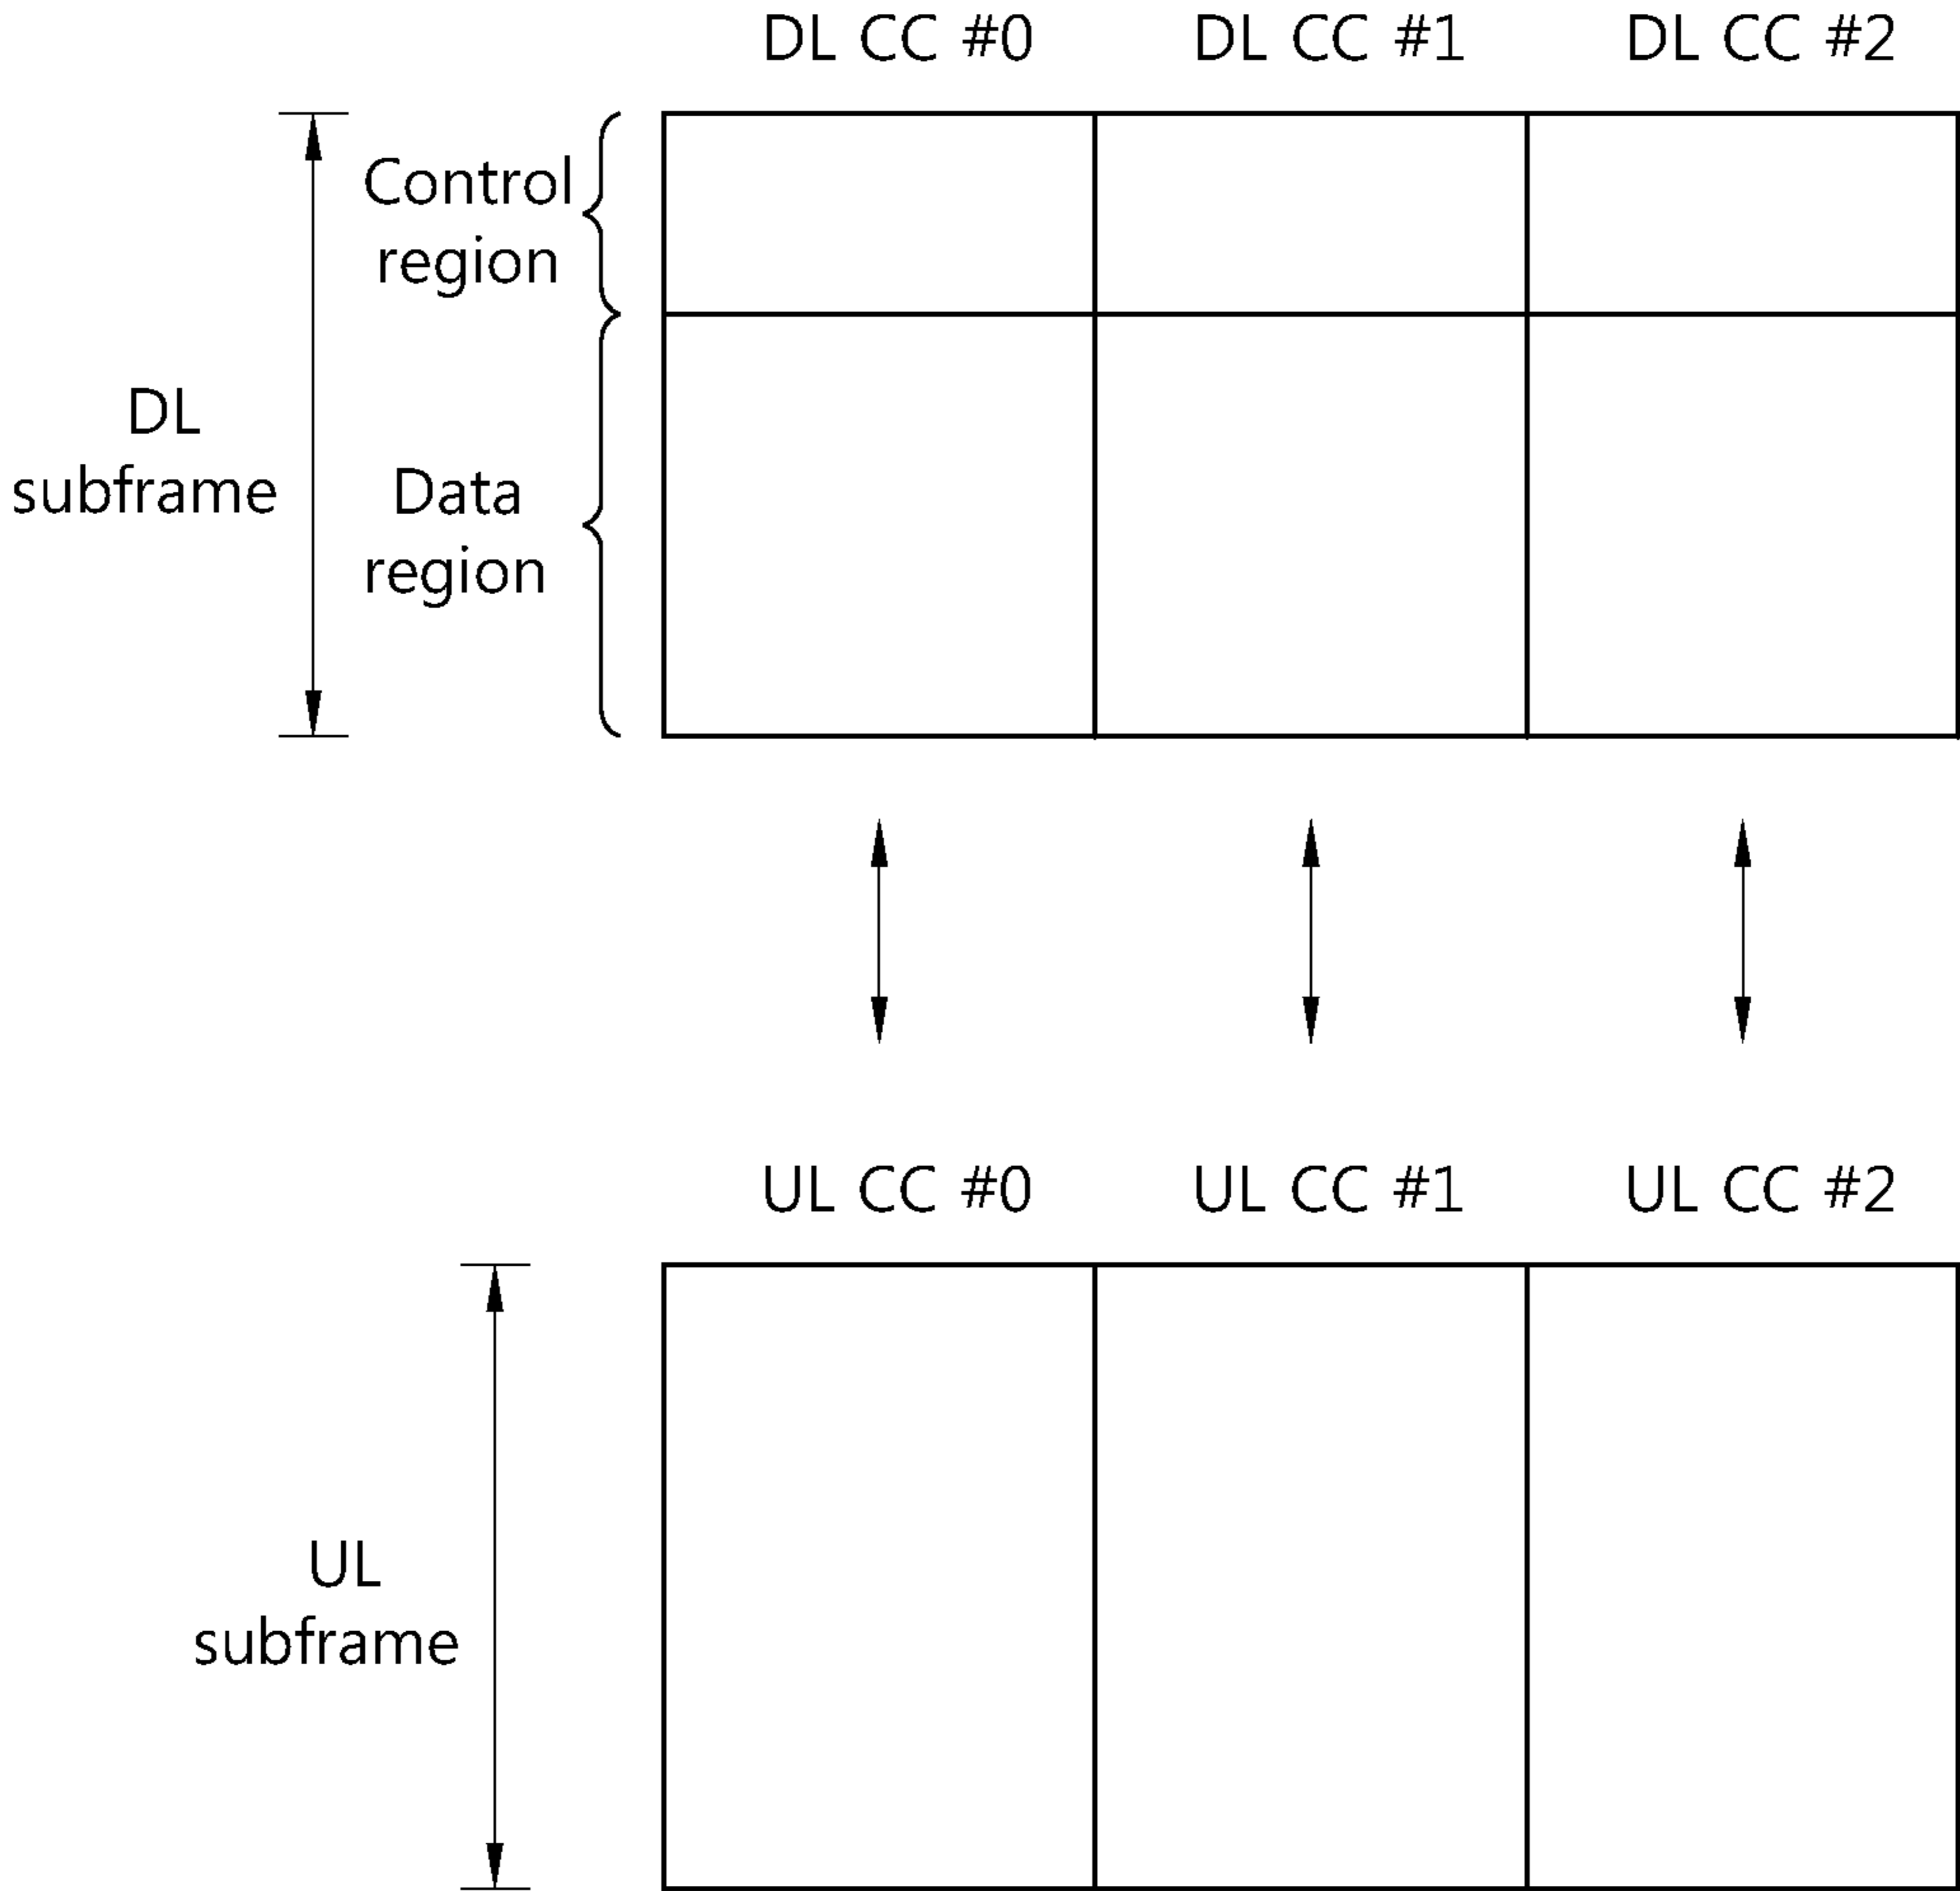 DL CC #0 DL CC #1 DL CC #2
Control
region
DL
subframe
Data
region
UL CC #0 UL CC #1 UL CC #2
UL
subframe